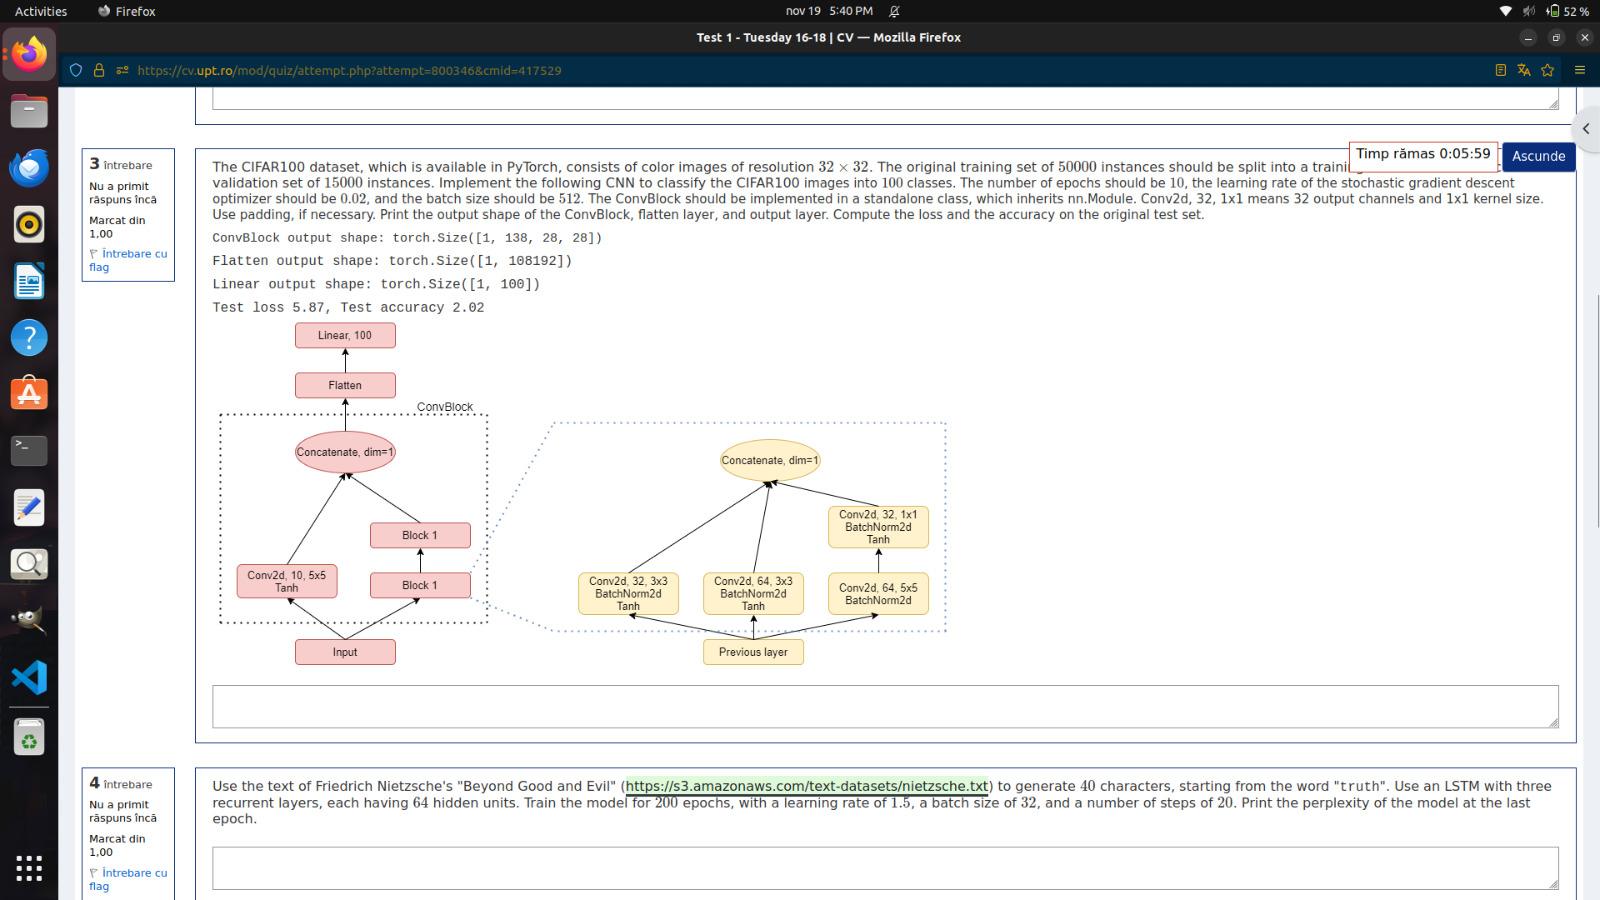 Activities
Firefox
nov 19 5:40 PM
52 %
Test 1 - Tuesday 16-18 | CV — Mozilla Firefox
https://cv.upt.ro/mod/quiz/attempt.php?attempt=800346&cmid=417529
Timp rămas 0:05:59
Ascunde
3 întrebare
Nu a primit
răspuns încă
Marcat din
1,00
Întrebare cu
flag
The CIFAR100 dataset, which is available in PyTorch, consists of color images of resolution 32 × 32. The original training set of 50000 instances should be split into a
validation set of 15000 instances. Implement the following CNN to classify the CIFAR100 images into 100 classes. The number of epochs should be 10, the learning rate of the stochastic gradient descent
optimizer should be 0.02, and the batch size should be 512. The ConvBlock should be implemented in a standalone class, which inherits nn.Module. Conv2d, 32, 1x1 means 32 output channels and 1x1 kernel size.
Use padding, if necessary. Print the output shape of the ConvBlock, flatten layer, and output layer. Compute the loss and the accuracy on the original test set.
ConvBlock output shape: torch.Size([1, 138, 28, 28])
Flatten output shape: torch.Size([1, 108192])
Linear output shape: torch.Size([1, 100])
Test loss 5.87, Test accuracy 2.02
Linear, 100
Flatten
ConvBlock
Concatenate, dim=1
Block 1
Conv2d, 10, 5x5
Tanh
Block 1
Input
Concatenate, dim=1
Conv2d, 32, 1x1
BatchNorm2d
Tanh
Conv2d, 32, 3x3
BatchNorm2d
Tanh
Conv2d, 64, 3x3
BatchNorm2d
Tanh
Conv2d, 64, 5x5
BatchNorm2d
Previous layer
4 întrebare
Nu a primit
răspuns încă
Marcat din
1,00
Întrebare cu
flag
Use the text of Friedrich Nietzsche's "Beyond Good and Evil" (https://s3.amazonaws.com/text-datasets/nietzsche.txt) to generate 40 characters, starting from the word "truth". Use an LSTM with three
recurrent layers, each having 64 hidden units. Train the model for 200 epochs, with a learning rate of 1.5, a batch size of 32, and a number of steps of 20. Print the perplexity of the model at the last
epoch.